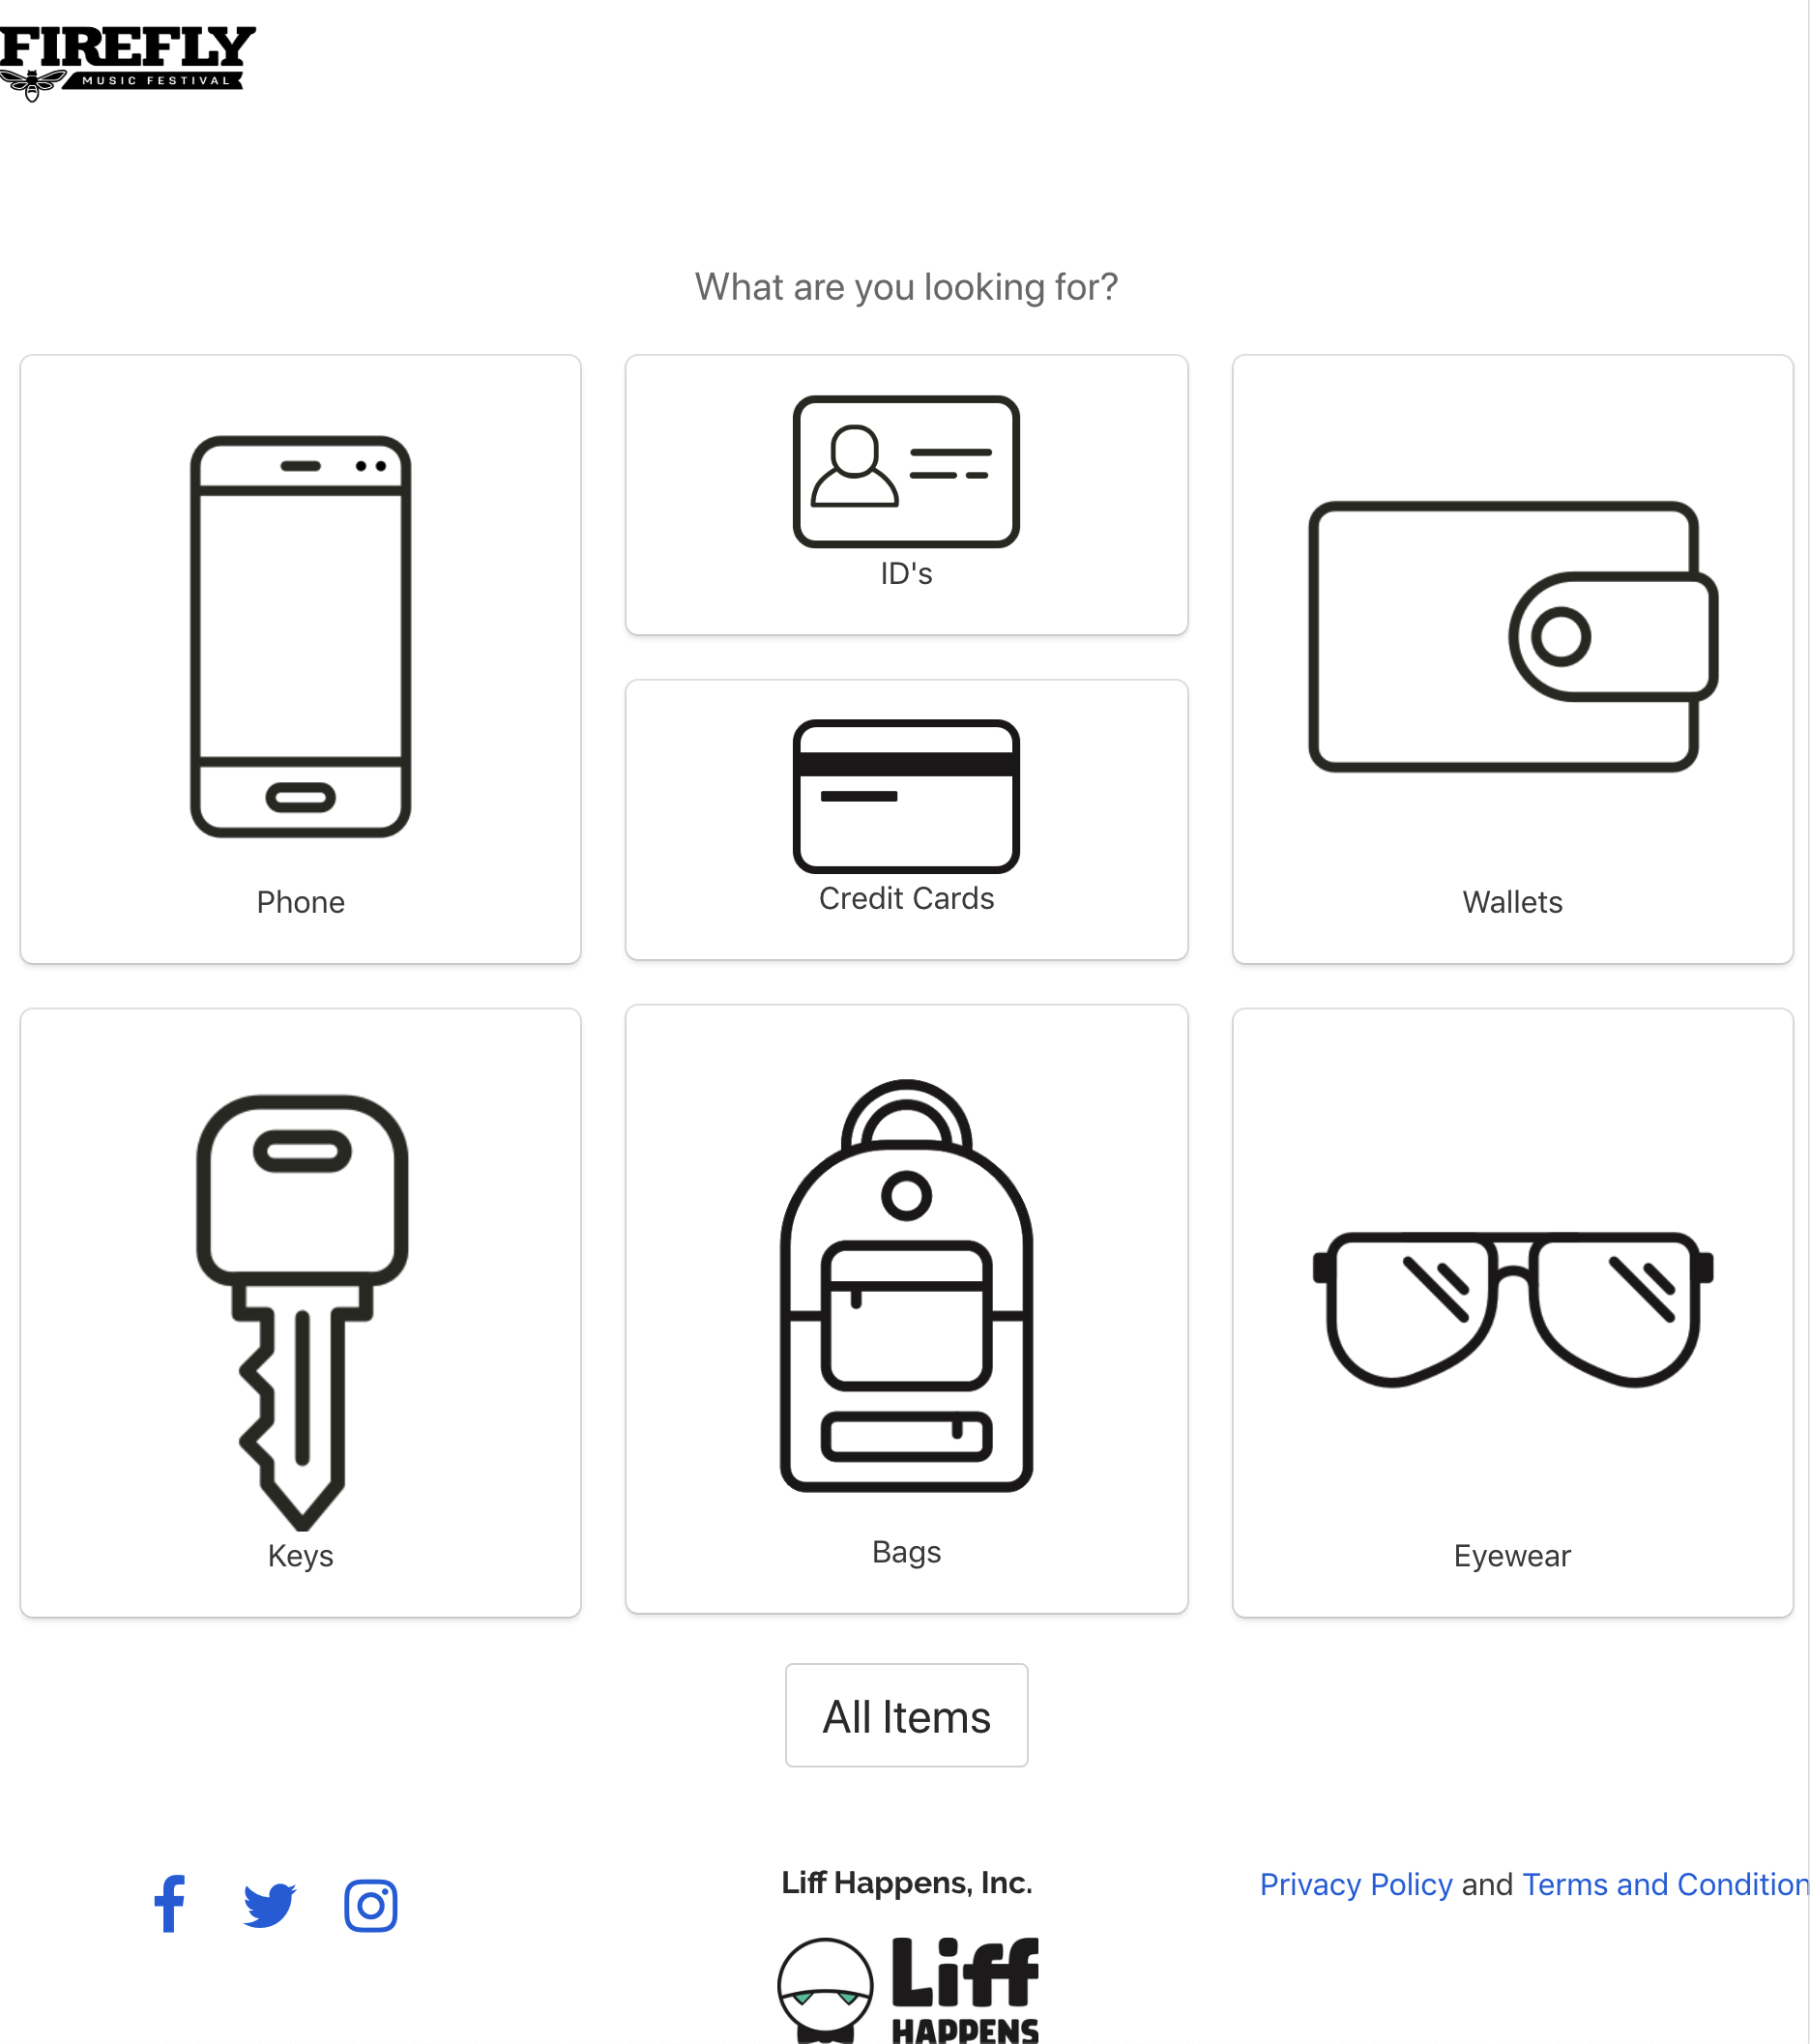 FIREFLY
MUSIC FESTIVAL
What are you looking for?
Phone
ID's
Credit Cards
Wallets
Keys
Bags
Eyewear
All Items
Liff Happens, Inc.
Privacy Policy and Terms and Condition
Liff
HAPPENS